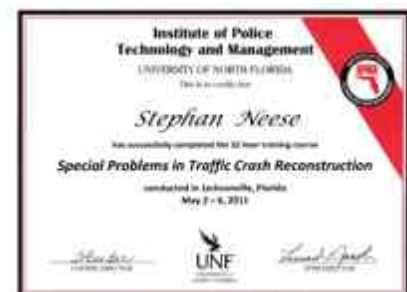 Institute of Police
Technology and Management
UNIVERSITY OF NORTH FLORIDA
This is to certify that
Stephan Neese
has successfully completed the 32 hour training course
Special Problems in Traffic Crash Reconstruction
conducted in Jacksonville, Florida
May 2 – 6, 2011
UNF